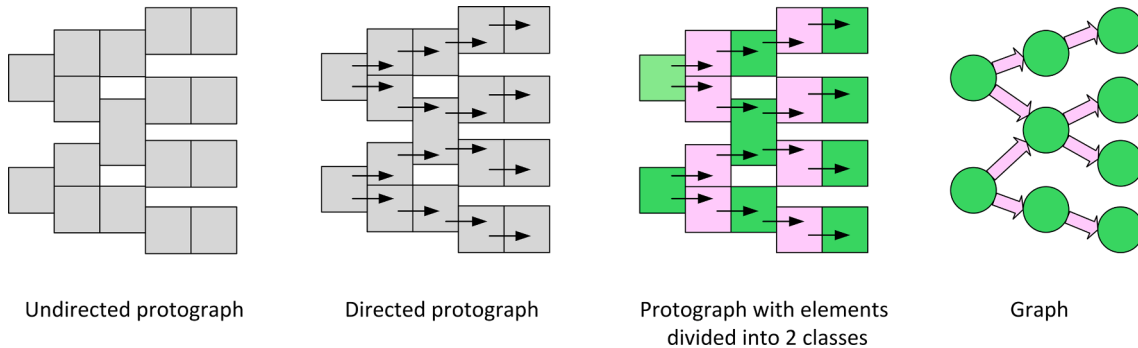 Undirected protograph
Directed protograph
Protograph with elements
divided into 2 classes
Graph